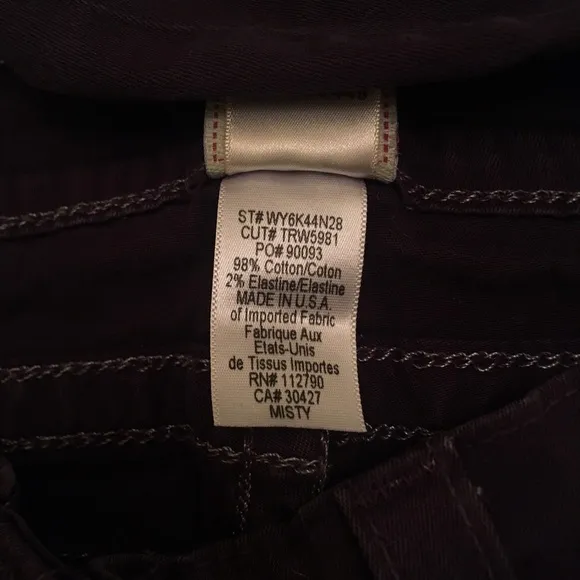 ST# WY6K44N28
CUT# TRW5981
PO# 90093
98% Cotton/Coton
2% Elastine/Elastine
MADE IN U.S.A.
of Imported Fabric
Fabrique Aux
Etats-Unis
de Tissus Importes
RN# 112790
CA# 30427
MISTY